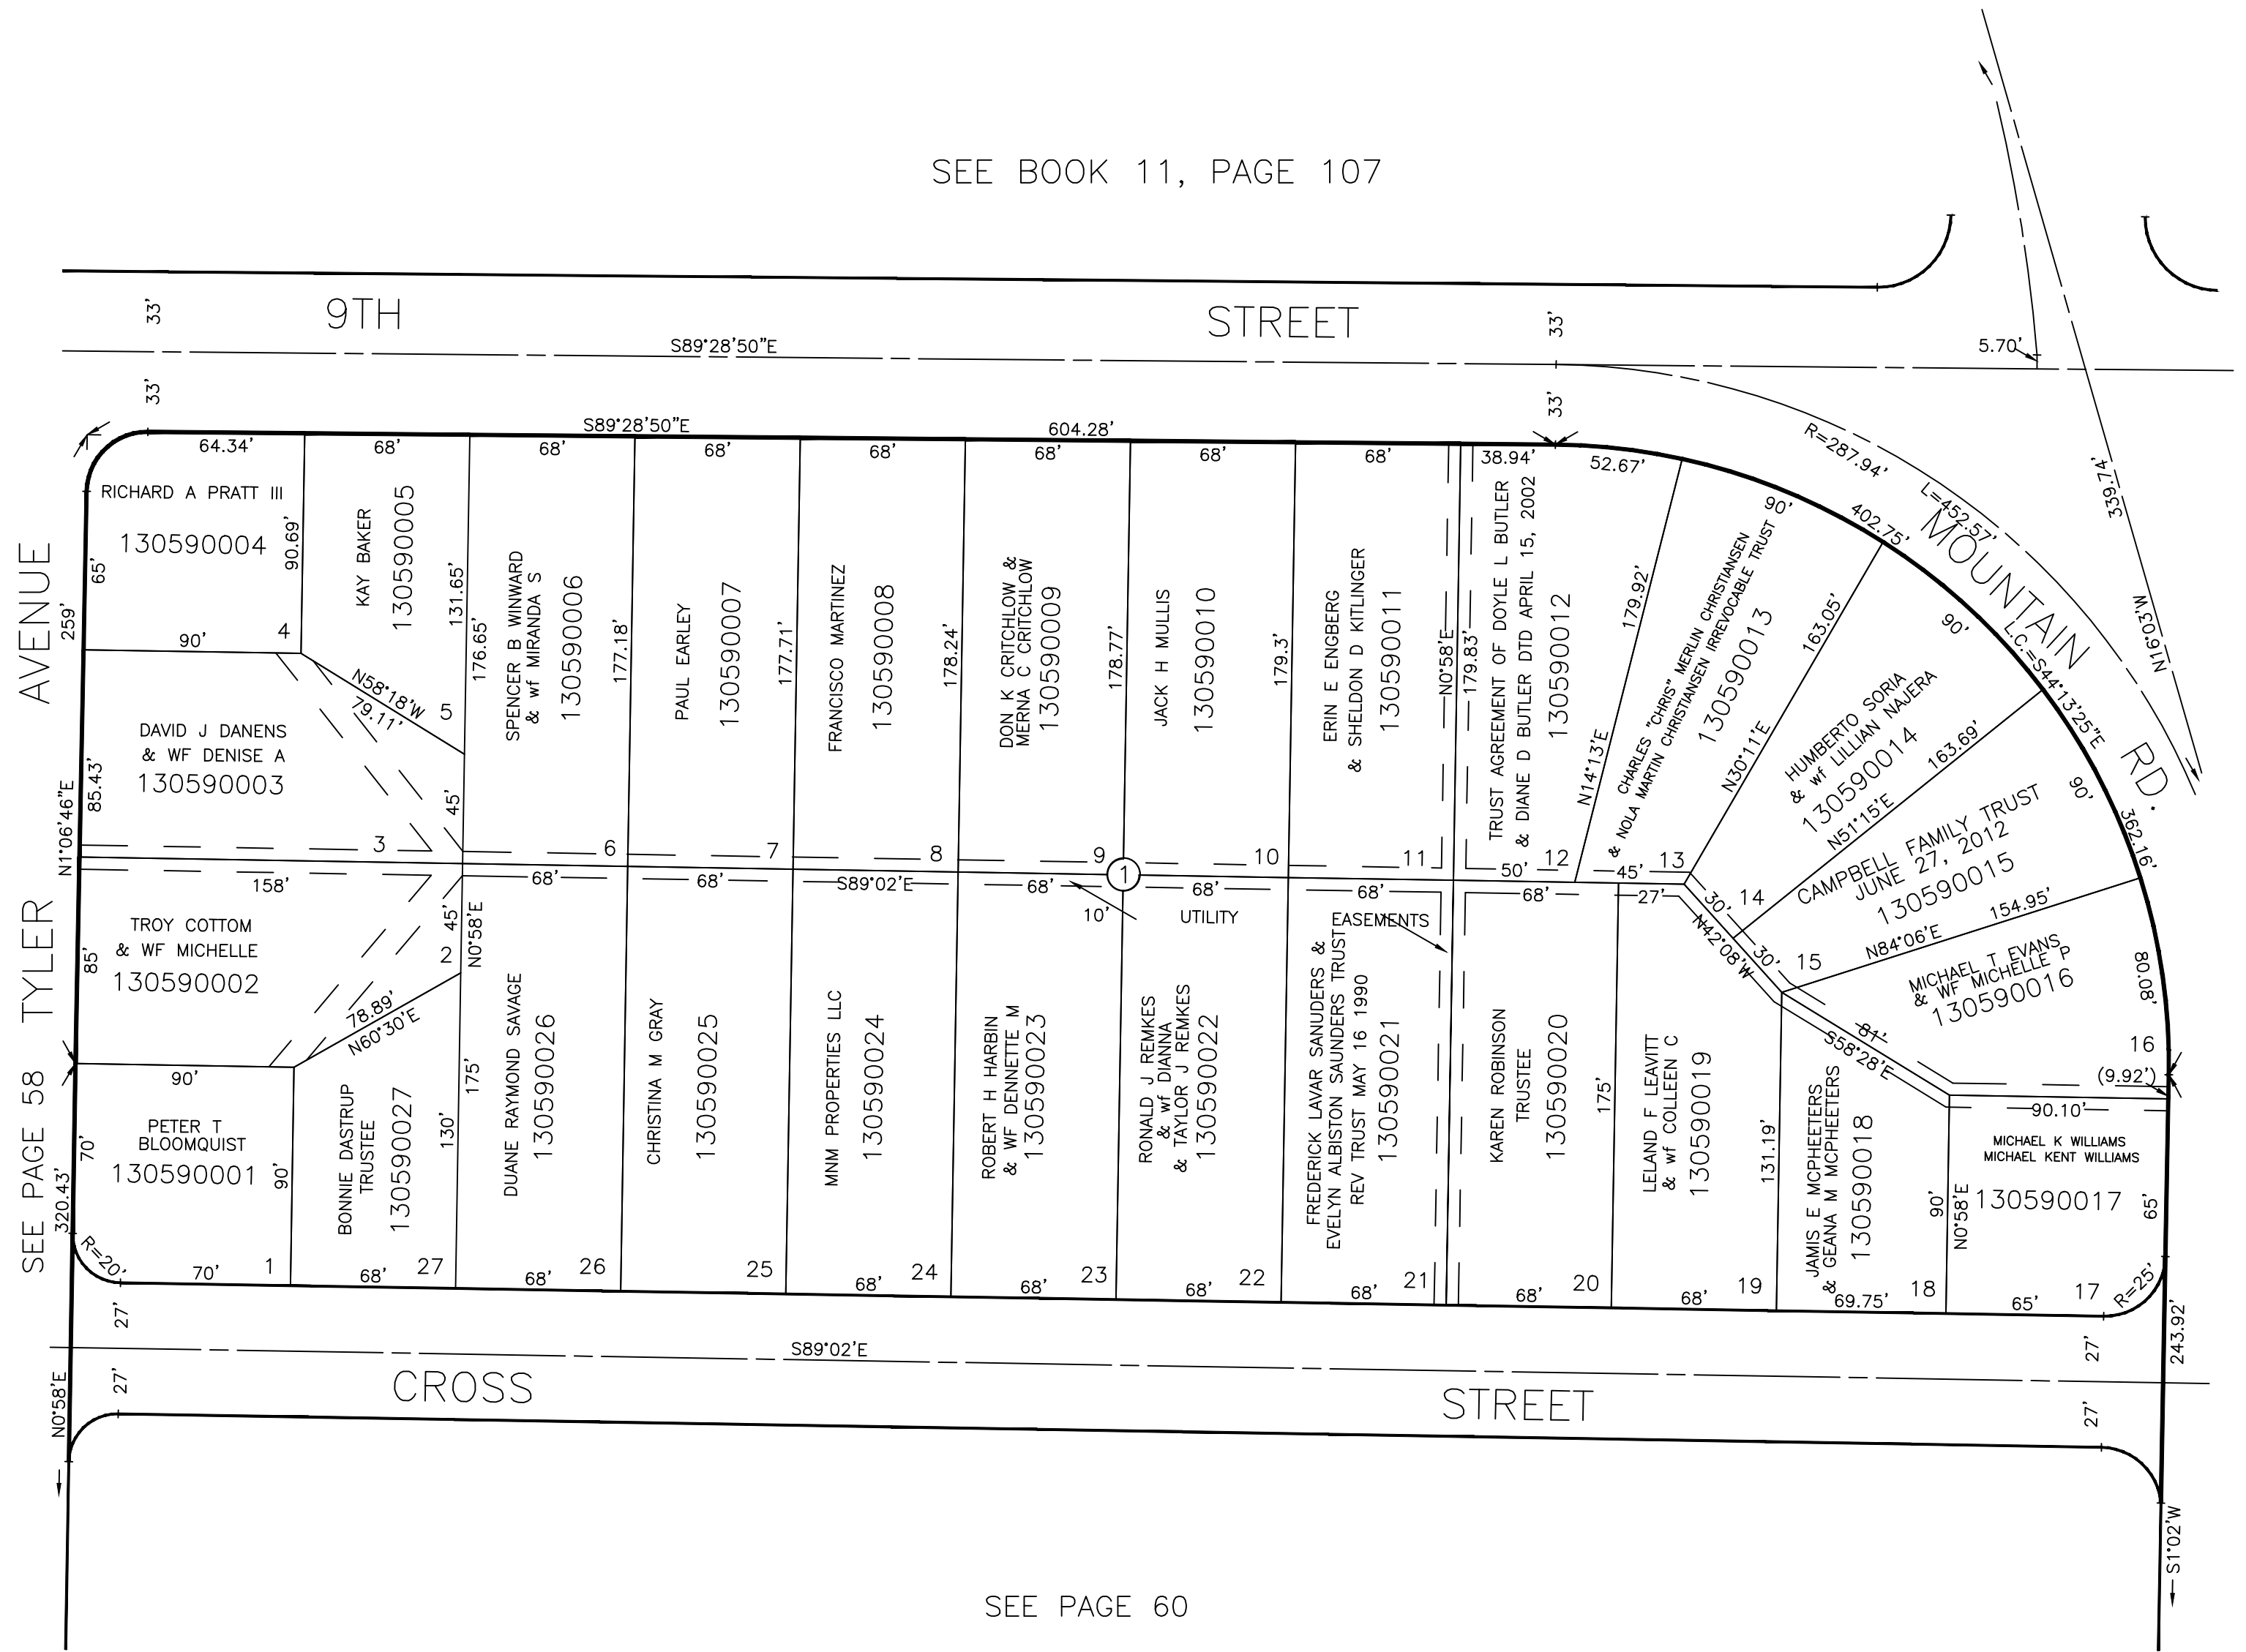 SEE BOOK 11, PAGE 107
9TH STREET
33'
33'
33'
33'
S89°28'50"E
5.70'
339.74'
N16°03'W
S89°28'50"E
604.28'
64.34'
68'
68'
68'
68'
68'
68'
68'
38.94'
52.67'
90'
402.75'
R=287.94'
L=452.57'
MOUNTAIN RD.
L.C.=S44°13'25"E
90'
90'
362.16'
80.08'
AVENUE
TYLER
SEE PAGE 58
259'
N1°06'46"E
320.43'
N0°58'E
RICHARD A PRATT III
130590004
65'
90.69'
90'
4
KAY BAKER
130590005
131.65'
N58°18'W
79.11'
5
DAVID J DANENS
& WF DENISE A
130590003
85.43'
45'
3
158'
SPENCER B WINWARD
& wf MIRANDA S
130590006
176.65'
6
PAUL EARLEY
130590007
177.18'
7
FRANCISCO MARTINEZ
130590008
177.71'
8
DON K CRITCHLOW &
MERNA C CRITCHLOW
130590009
178.24'
9
JACK H MULLIS
130590010
178.77'
10
ERIN E ENGBERG
& SHELDON D KITLINGER
130590011
179.3'
11
N0°58'E
179.83'
TRUST AGREEMENT OF DOYLE L BUTLER
& DIANE D BUTLER DTD APRIL 15, 2002
130590012
50'
12
N14°13'E
179.92'
CHARLES "CHRIS" MERLIN CHRISTIANSEN
& NOLA MARTIN CHRISTIANSEN IRREVOCABLE TRUST
130590013
45'
13
N30°11'E
163.05'
HUMBERTO SORIA
& wf LILLIAN NAJERA
130590014
30'
14
N51°15'E
163.69'
CAMPBELL FAMILY TRUST
JUNE 27, 2012
130590015
30'
15
N84°06'E
154.95'
MICHAEL T EVANS
& WF MICHELLE P
130590016
81'
16
(9.92')
1
S89°02'E
68'
68'
68'
68'
68'
68'
27'
10' UTILITY EASEMENTS
N42°08'W
S58°28'E
90.10'
TROY COTTOM
& WF MICHELLE
130590002
85'
45'
2
N0°58'E
78.89'
N60°30'E
90'
PETER T
BLOOMQUIST
130590001
70'
90'
R=20'
70'
1
BONNIE DASTRUP
TRUSTEE
130590027
130'
175'
68'
27
DUANE RAYMOND SAVAGE
130590026
68'
26
CHRISTINA M GRAY
130590025
25
MNM PROPERTIES LLC
130590024
68'
24
ROBERT H HARBIN
& WF DENNETTE M
130590023
68'
23
RONALD J REMKES
& wf DIANNA
& TAYLOR J REMKES
130590022
68'
22
FREDERICK LAVAR SANUDERS &
EVELYN ALBISTON SAUNDERS TRUST
REV TRUST MAY 16 1990
130590021
68'
21
KAREN ROBINSON
TRUSTEE
130590020
175'
68'
20
LELAND F LEAVITT
& wf COLLEEN C
130590019
131.19'
68'
19
JAMIS E MCPHEETERS
& GEANA M MCPHEETERS
130590018
90'
N0°58'E
69.75'
18
MICHAEL K WILLIAMS
MICHAEL KENT WILLIAMS
130590017
65'
65'
17
R=25'
243.92'
S1°02'W
27'
27'
27'
27'
S89°02'E
CROSS STREET
SEE PAGE 60